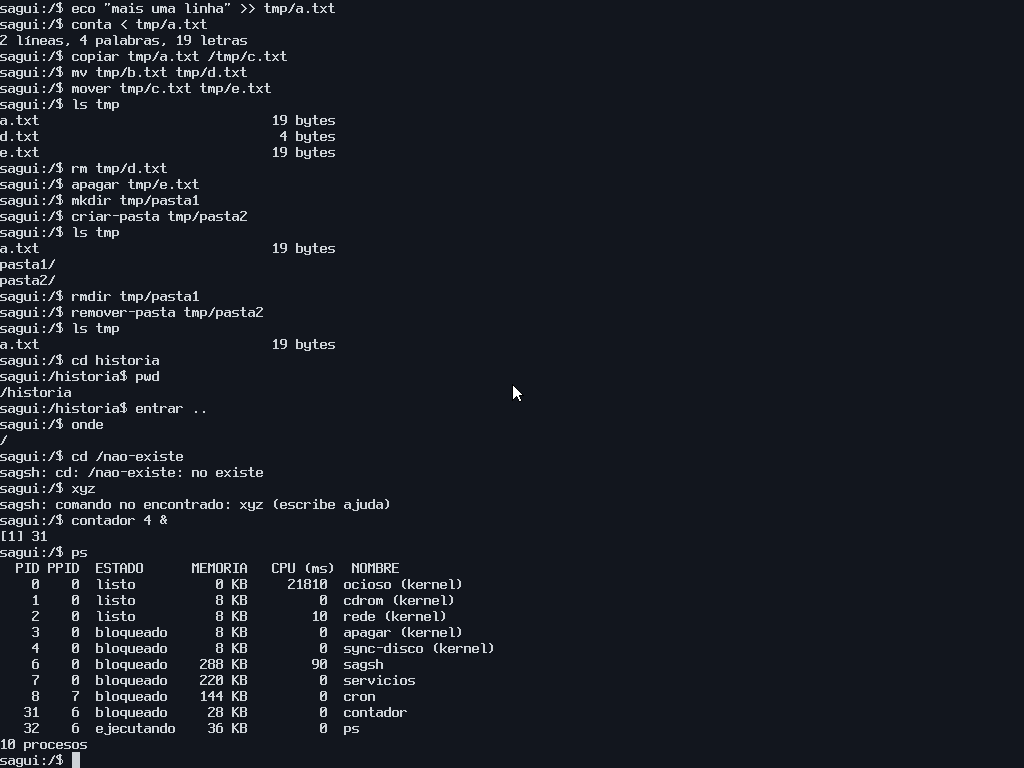 sagui:/$ eco "mais uma linha" >> tmp/a.txt
sagui:/$ conta < tmp/a.txt
2 líneas, 4 palabras, 19 letras
sagui:/$ copiar tmp/a.txt /tmp/c.txt
sagui:/$ mv tmp/b.txt tmp/d.txt
sagui:/$ mover tmp/c.txt tmp/e.txt
sagui:/$ ls tmp
a.txt                             19 bytes
d.txt                              4 bytes
e.txt                             19 bytes
sagui:/$ rm tmp/d.txt
sagui:/$ apagar tmp/e.txt
sagui:/$ mkdir tmp/pasta1
sagui:/$ criar-pasta tmp/pasta2
sagui:/$ ls tmp
a.txt                             19 bytes
pasta1/
pasta2/
sagui:/$ rmdir tmp/pasta1
sagui:/$ remover-pasta tmp/pasta2
sagui:/$ ls tmp
a.txt                             19 bytes
sagui:/$ cd historia
sagui:/historia$ pwd
/historia
sagui:/historia$ entrar ..
sagui:/$ onde
/
sagui:/$ cd /nao-existe
sagsh: cd: /nao-existe: no existe
sagui:/$ xyz
sagsh: comando no encontrado: xyz (escribe ajuda)
sagui:/$ contador 4 &
[1] 31
sagui:/$ ps
  PID PPID  ESTADO      MEMORIA   CPU (ms)  NOMBRE
    0    0  listo          0 KB     21810  ocioso (kernel)
    1    0  listo          8 KB         0  cdrom (kernel)
    2    0  listo          8 KB        10  rede (kernel)
    3    0  bloqueado      8 KB         0  apagar (kernel)
    4    0  bloqueado      8 KB         0  sync-disco (kernel)
    6    0  bloqueado    288 KB        90  sagsh
    7    0  bloqueado    220 KB         0  servicios
    8    7  bloqueado    144 KB         0  cron
   31    6  bloqueado     28 KB         0  contador
   32    6  ejecutando    36 KB         0  ps
10 procesos
sagui:/$